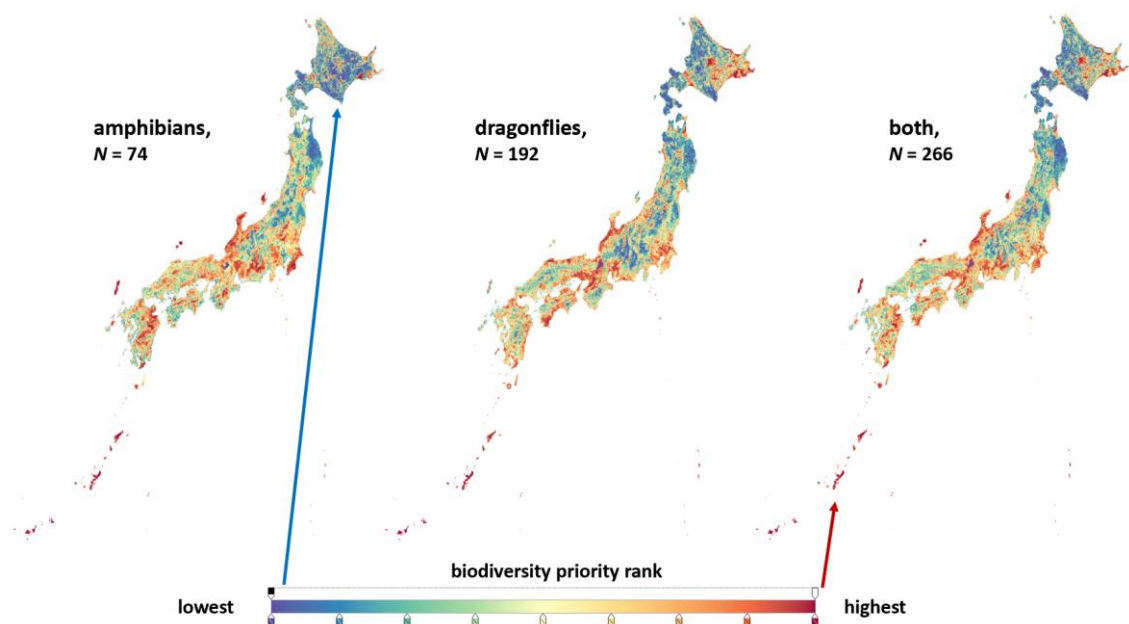 amphibians,
N = 74
dragonflies,
N = 192
both,
N = 266
biodiversity priority rank
lowest
highest